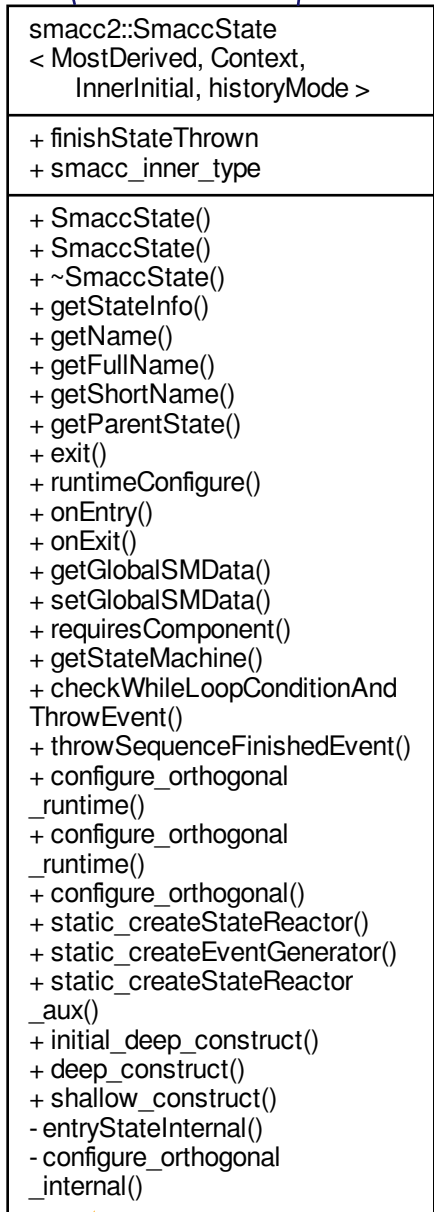 smacc2::SmaccState
< MostDerived, Context,
InnerInitial, historyMode >
+ finishStateThrown
+ smacc_inner_type
+ SmaccState()
+ SmaccState()
+ ~SmaccState()
+ getStateInfo()
+ getName()
+ getFullName()
+ getShortName()
+ getParentState()
+ exit()
+ runtimeConfigure()
+ onEntry()
+ onExit()
+ getGlobalSMData()
+ setGlobalSMData()
+ requiresComponent()
+ getStateMachine()
+ checkWhileLoopConditionAnd
ThrowEvent()
+ throwSequenceFinishedEvent()
+ configure_orthogonal
_runtime()
+ configure_orthogonal
_runtime()
+ configure_orthogonal()
+ static_createStateReactor()
+ static_createEventGenerator()
+ static_createStateReactor
_aux()
+ initial_deep_construct()
+ deep_construct()
+ shallow_construct()
- entryStateInternal()
- configure_orthogonal
_internal()